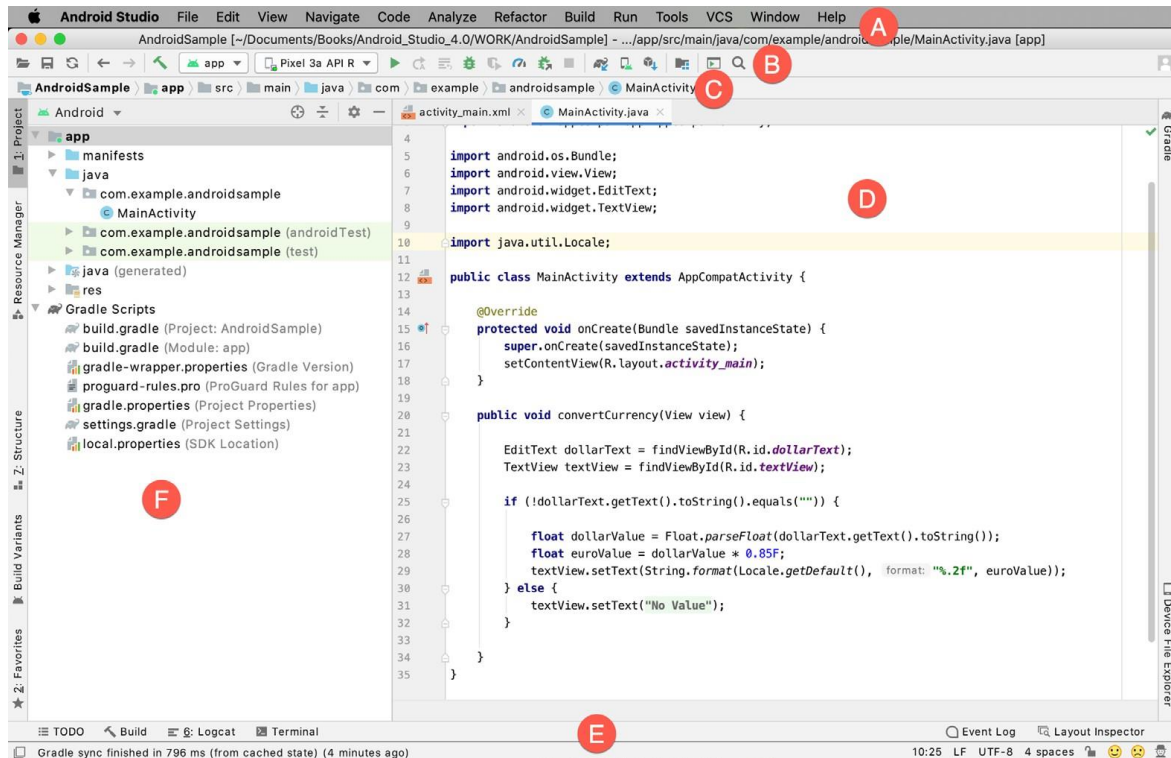 Android Studio File Edit View Navigate Code Analyze Refactor Build Run Tools VCS Window Help
A
AndroidSample [~/Documents/Books/Android_Studio_4.0/WORK/AndroidSample] - .../app/src/main/java/com/example/androidsample/MainActivity.java [app]
app Pixel 3a API R
B
AndroidSample app src main java com example androidsample MainActivity
C
1: Project
Resource Manager
Z: Structure
Build Variants
2: Favorites
Android
app
manifests
java
com.example.androidsample
MainActivity
com.example.androidsample (androidTest)
com.example.androidsample (test)
java (generated)
res
Gradle Scripts
build.gradle (Project: AndroidSample)
build.gradle (Module: app)
gradle-wrapper.properties (Gradle Version)
proguard-rules.pro (ProGuard Rules for app)
gradle.properties (Project Properties)
settings.gradle (Project Settings)
local.properties (SDK Location)
F
activity_main.xml MainActivity.java
4
5 import android.os.Bundle;
6 import android.view.View;
7 import android.widget.EditText;
8 import android.widget.TextView;
9
10 import java.util.Locale;
11
12 public class MainActivity extends AppCompatActivity {
13
14 @Override
15 protected void onCreate(Bundle savedInstanceState) {
16 super.onCreate(savedInstanceState);
17 setContentView(R.layout.activity_main);
18 }
19
20 public void convertCurrency(View view) {
21
22 EditText dollarText = findViewById(R.id.dollarText);
23 TextView textView = findViewById(R.id.textView);
24
25 if (!dollarText.getText().toString().equals("")) {
26
27 float dollarValue = Float.parseFloat(dollarText.getText().toString());
28 float euroValue = dollarValue * 0.85F;
29 textView.setText(String.format(Locale.getDefault(), format: "%.2f", euroValue));
30 } else {
31 textView.setText("No Value");
32 }
33
34 }
35 }
D
Gradle
Device File Explorer
TODO Build 6: Logcat Terminal
E
Event Log Layout Inspector
Gradle sync finished in 796 ms (from cached state) (4 minutes ago)
10:25 LF UTF-8 4 spaces